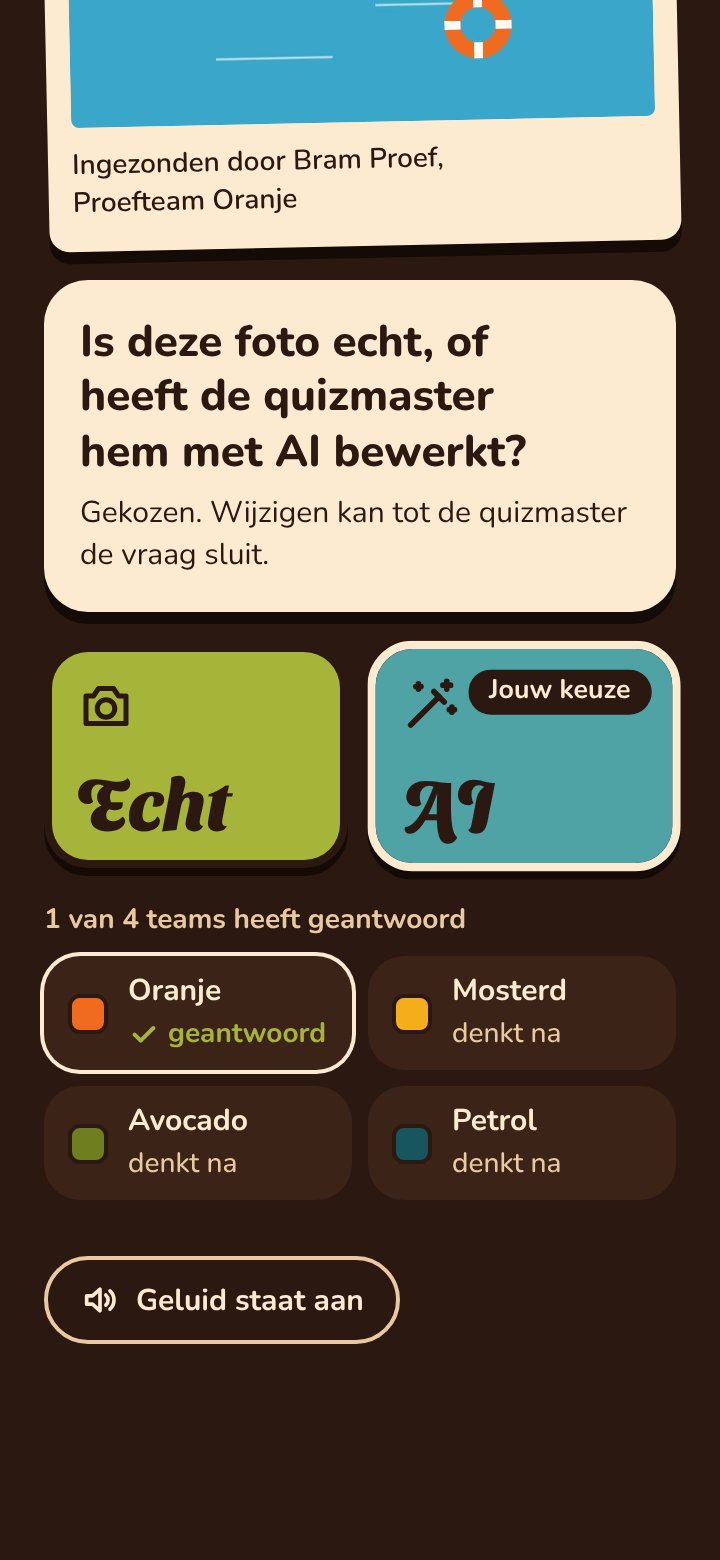 Ingezonden door Bram Proef,
Proefteam Oranje
Is deze foto echt, of
heeft de quizmaster
hem met AI bewerkt?
Gekozen. Wijzigen kan tot de quizmaster
de vraag sluit.
Echt
Jouw keuze
AI
1 van 4 teams heeft geantwoord
Oranje
geantwoord
Mosterd
denkt na
Avocado
denkt na
Petrol
denkt na
Geluid staat aan